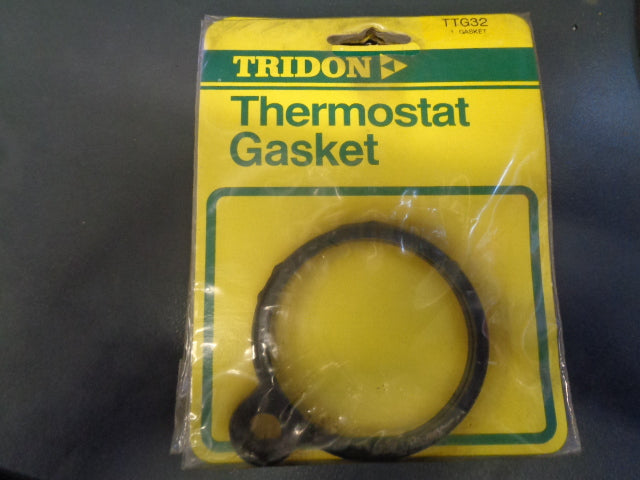 TTG32
1 GASKET
TRIDON
Thermostat
Gasket